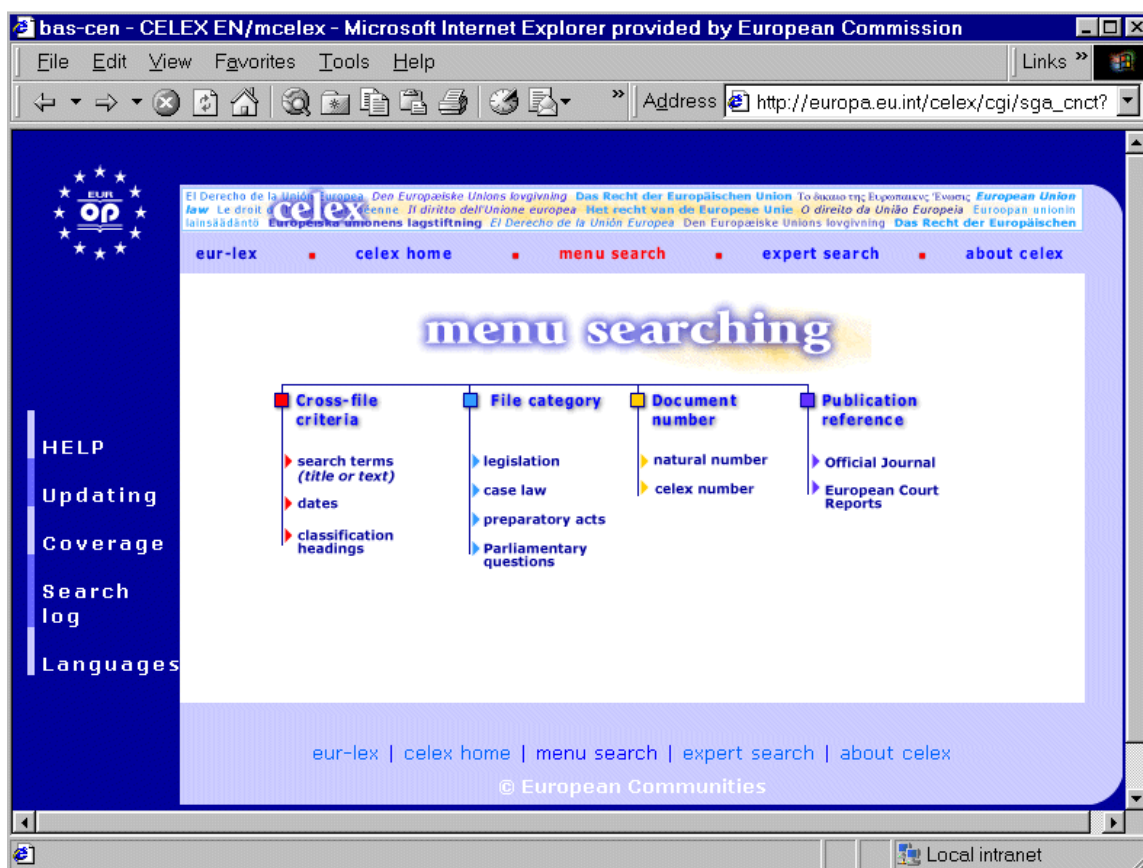 bas-cen - CELEX EN/mcelex - Microsoft Internet Explorer provided by European Commission
File Edit View Favorites Tools Help Links »
» Address http://europa.eu.int/celex/cgi/sga_cnct?
EUR
OP
El Derecho de la Unión Europea Den Europæiske Unions lovgivning Das Recht der Europäischen Union Το δίκαιο της Ευρωπαϊκής Ένωσης European Union
law Le droit européenne Il diritto dell'Unione europea Het recht van de Europese Unie O direito da União Europeia Euroopan unionin
lainsäädäntö Europeiska unionens lagstiftning El Derecho de la Unión Europea Den Europæiske Unions lovgivning Das Recht der Europäischen
celex
eur-lex celex home menu search expert search about celex
menu searching
Cross-file
criteria
search terms
(title or text)
dates
classification
headings
File category
legislation
case law
preparatory acts
Parliamentary
questions
Document
number
natural number
celex number
Publication
reference
Official Journal
European Court
Reports
HELP
Updating
Coverage
Search
log
Languages
eur-lex | celex home | menu search | expert search | about celex
© European Communities
Local intranet